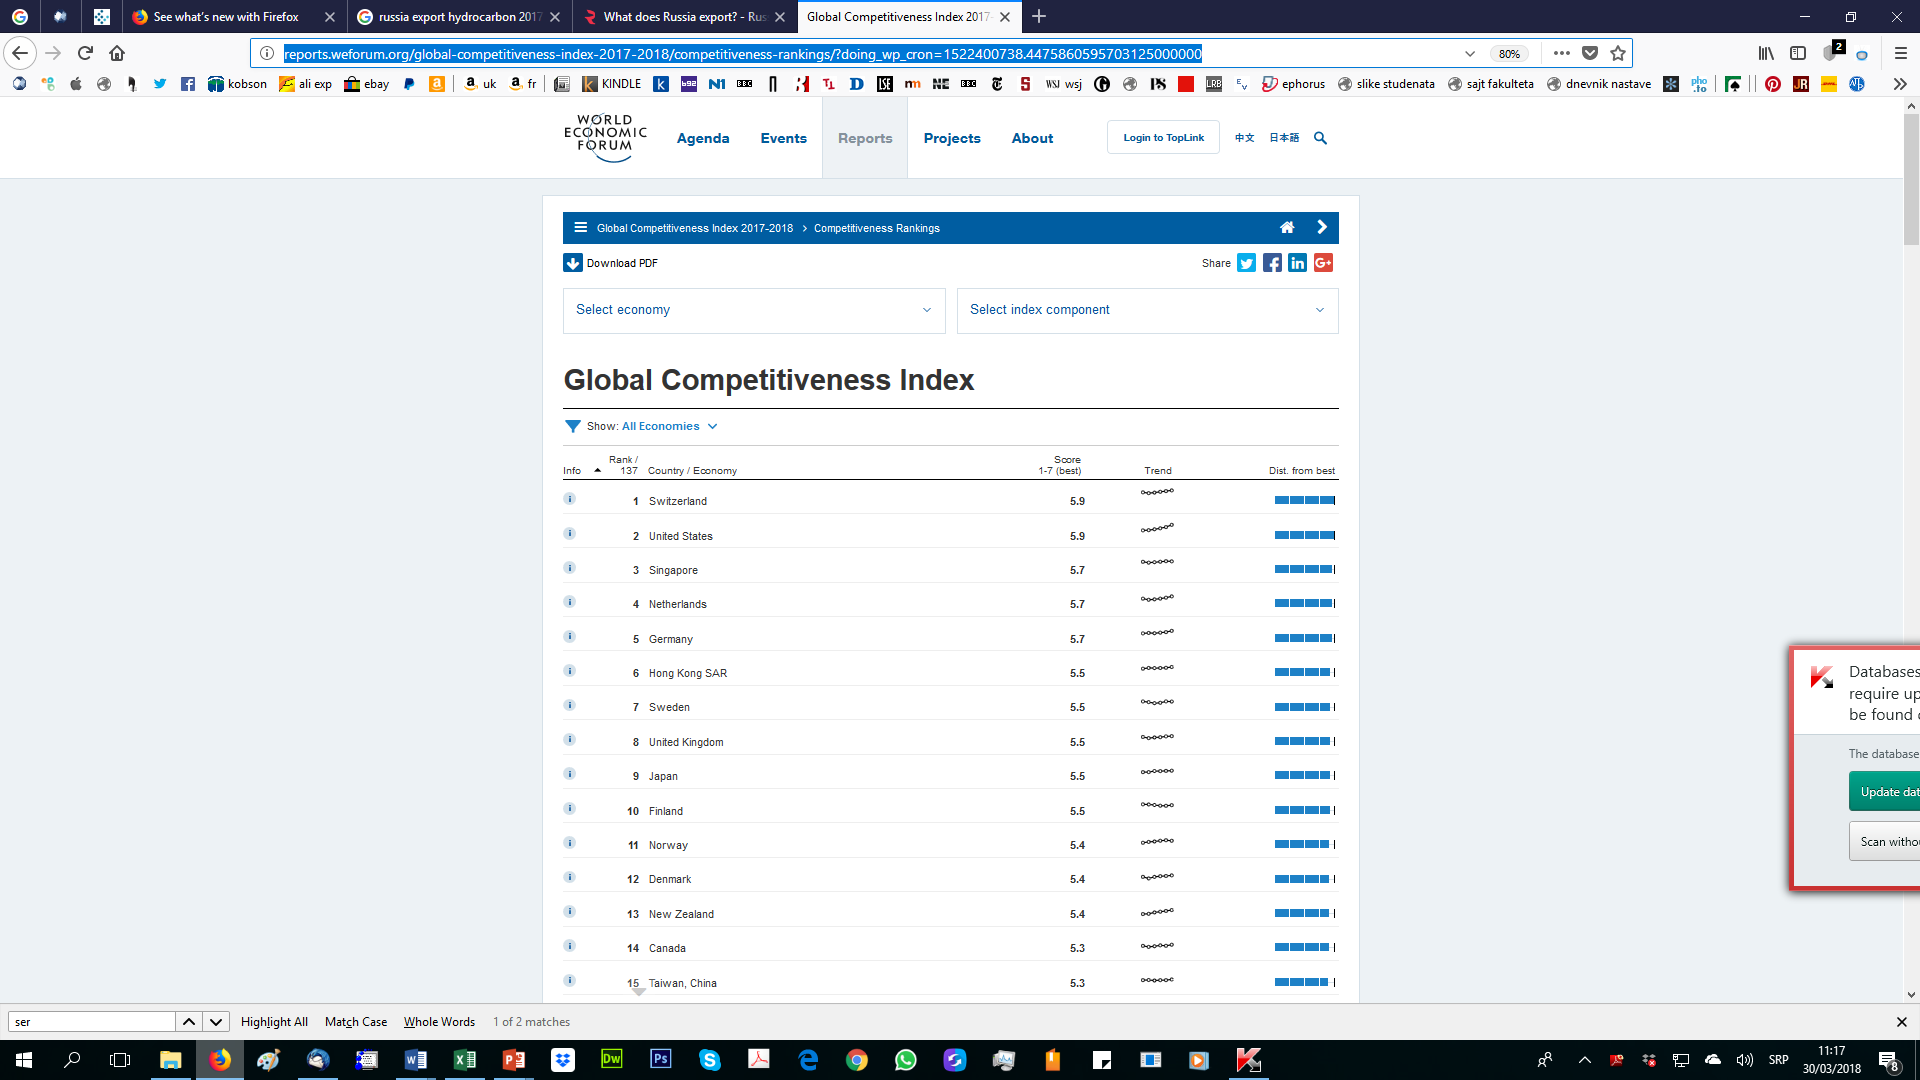 See what's new with Firefox
russia export hydrocarbon 2017
What does Russia export? - Rus
Global Competitiveness Index 2017-
reports.weforum.org/global-competitiveness-index-2017-2018/competitiveness-rankings/?doing_wp_cron=1522400738.4475860595703125000000
80%
2
kobson
ali exp
ebay
uk
fr
KINDLE
wsj
ephorus
slike studenata
sajt fakulteta
dnevnik nastave
WORLD
ECONOMIC
FORUM
Agenda
Events
Reports
Projects
About
Login to TopLink
中文
日本語
Global Competitiveness Index 2017-2018 > Competitiveness Rankings
Download PDF
Share
Select economy
Select index component
Global Competitiveness Index
Show: All Economies
Info Rank / 137 Country / Economy Score 1-7 (best) Trend Dist. from best
1 Switzerland 5.9
2 United States 5.9
3 Singapore 5.7
4 Netherlands 5.7
5 Germany 5.7
6 Hong Kong SAR 5.5
7 Sweden 5.5
8 United Kingdom 5.5
9 Japan 5.5
10 Finland 5.5
11 Norway 5.4
12 Denmark 5.4
13 New Zealand 5.4
14 Canada 5.3
15 Taiwan, China 5.3
Databases
require up
be found
The database
Update dat
Scan withou
ser
Highlight All
Match Case
Whole Words
1 of 2 matches
SRP
11:17
30/03/2018
8